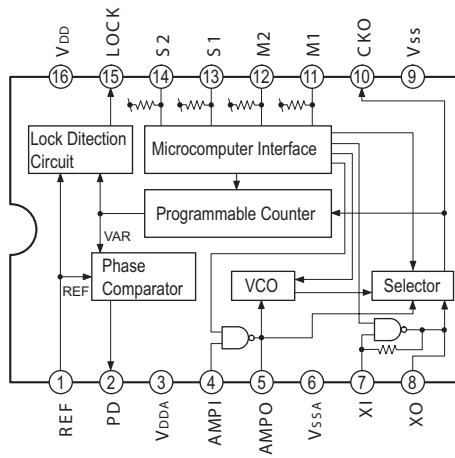 VDD LOCK S2 S1 M2 M1 CKO Vss
16 15 14 13 12 11 10 9
Lock Ditection
Circuit
Microcomputer Interface
Programmable Counter
VAR
Phase
Comparator
REF
VCO
Selector
1 2 3 4 5 6 7 8
REF PD VDDA AMPI AMPO VSSA XI XO